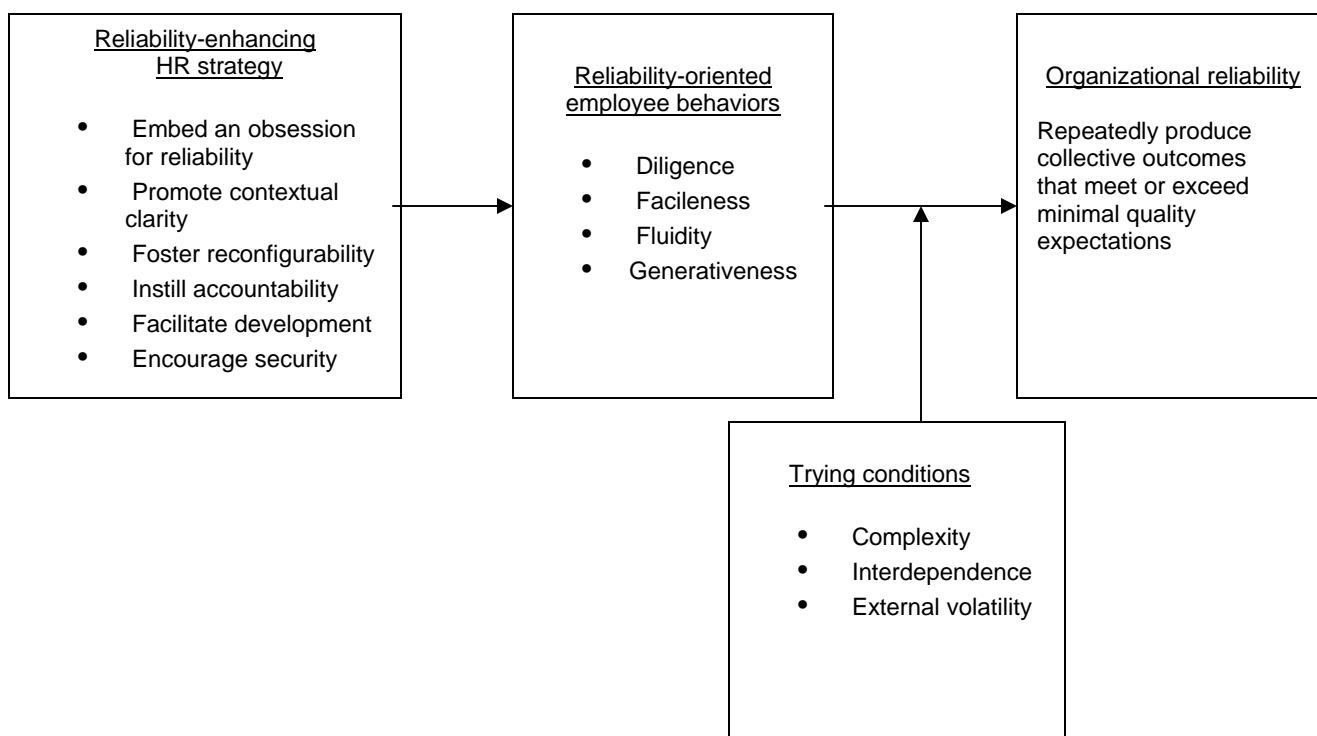 Reliability-enhancing
HR strategy
• Embed an obsession
for reliability
• Promote contextual
clarity
• Foster reconfigurability
• Instill accountability
• Facilitate development
• Encourage security
Reliability-oriented
employee behaviors
• Diligence
• Facileness
• Fluidity
• Generativeness
Organizational reliability
Repeatedly produce
collective outcomes
that meet or exceed
minimal quality
expectations
Trying conditions
• Complexity
• Interdependence
• External volatility